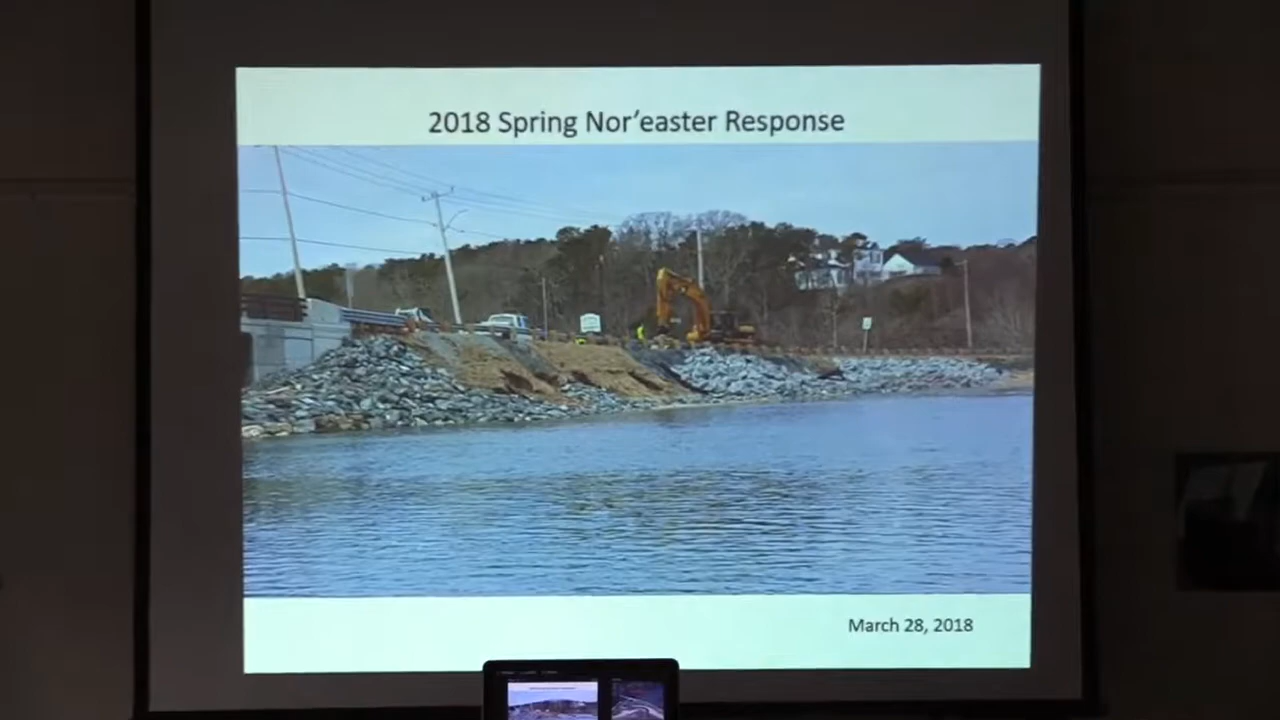 2018 Spring Nor’easter Response
March 28, 2018